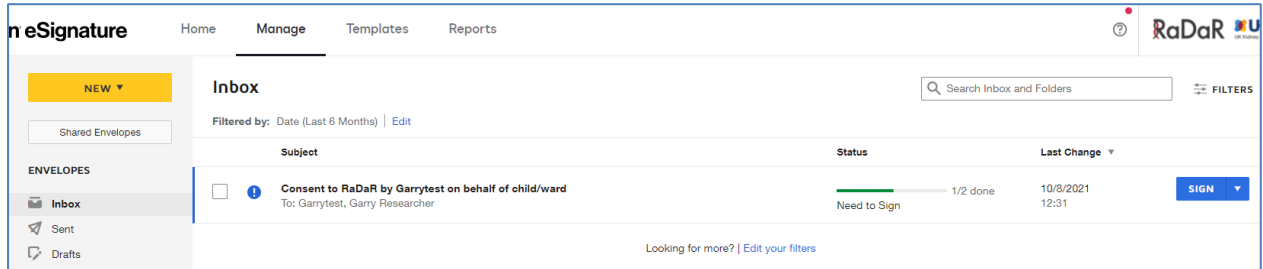 n eSignature Home Manage Templates Reports RaDaR U
UK Kidney
NEW
Inbox
Search Inbox and Folders
FILTERS
Filtered by: Date (Last 6 Months) | Edit
Shared Envelopes
Subject Status Last Change
ENVELOPES
Consent to RaDaR by Garrytest on behalf of child/ward
1/2 done
10/8/2021
SIGN
Inbox
To: Garrytest, Garry Researcher
Need to Sign
12:31
Sent
Looking for more? | Edit your filters
Drafts